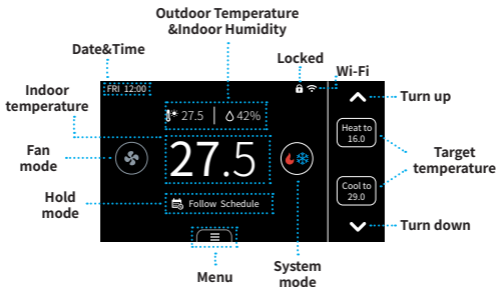 Outdoor Temperature
&Indoor Humidity
Date&Time
Locked
Wi-Fi
FRI 12:00
Indoor
temperature
27.5
42%
Turn up
Heat to
16.0
Fan
mode
27.5
Target
temperature
Hold
mode
Follow Schedule
Cool to
29.0
Turn down
Menu
System
mode